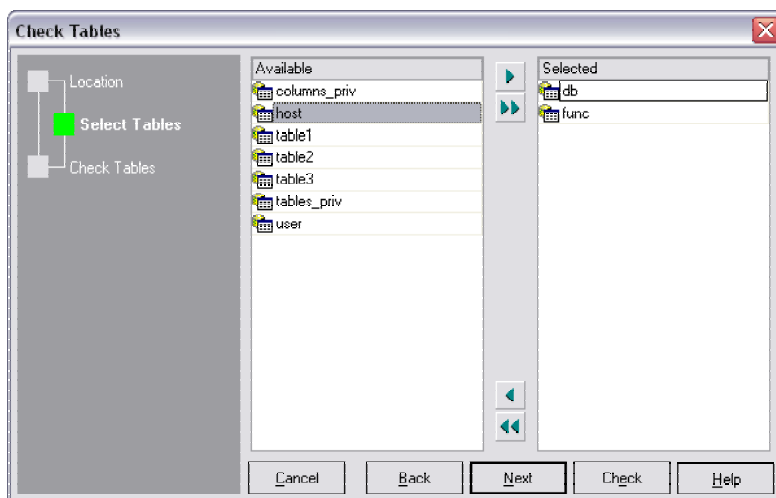 Check Tables
Location
Select Tables
Check Tables
Available
columns_priv
host
table1
table2
table3
tables_priv
user
Selected
db
func
Cancel
Back
Next
Check
Help